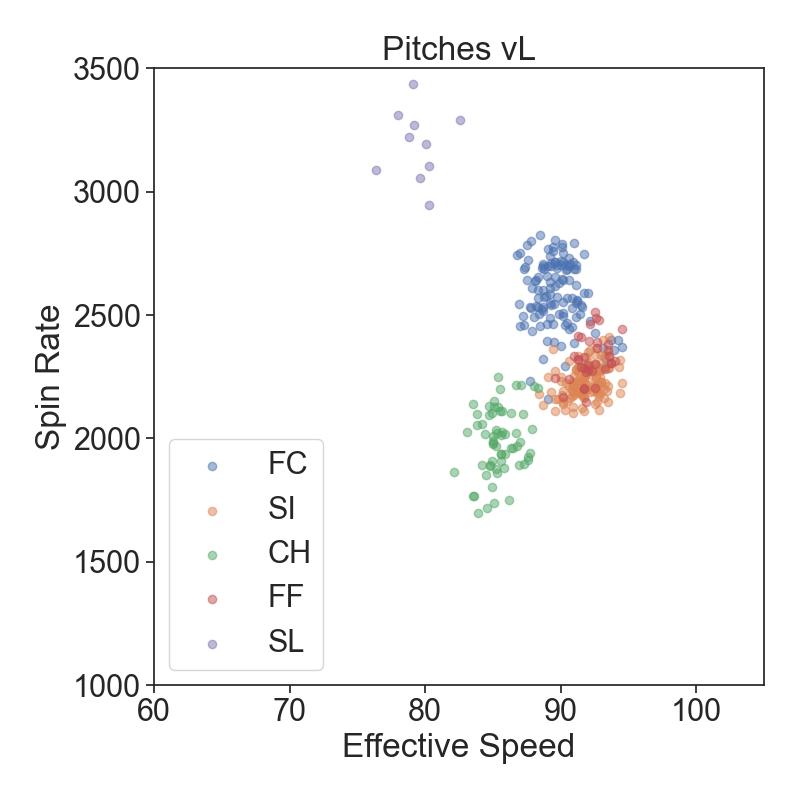 Pitches vL
3500
3000
2500
2000
1500
1000
Spin Rate
FC
SI
CH
FF
SL
60 70 80 90 100
Effective Speed